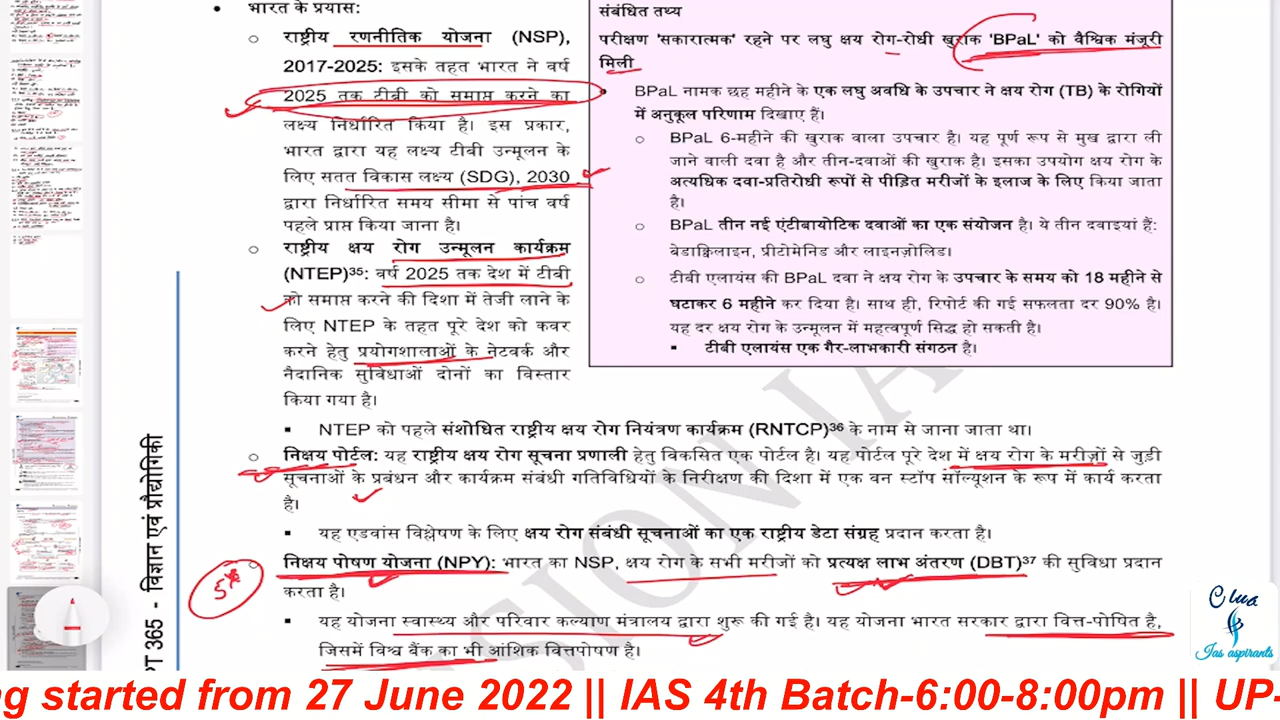 भारत के प्रयास:
राष्ट्रीय रणनीतिक योजना (NSP),
2017-2025: इसके तहत भारत ने वर्ष
2025 तक टीबी को समाप्त करने का
लक्ष्य निर्धारित किया है। इस प्रकार,
भारत द्वारा यह लक्ष्य टीबी उन्मूलन के
लिए सतत विकास लक्ष्य (SDG), 2030
द्वारा निर्धारित समय सीमा से पांच वर्ष
पहले प्राप्त किया जाना है।
राष्ट्रीय क्षय रोग उन्मूलन कार्यक्रम
(NTEP)³⁵: वर्ष 2025 तक देश में टीबी
को समाप्त करने की दिशा में तेजी लाने के
लिए NTEP के तहत पूरे देश को कवर
करने हेतु प्रयोगशालाओं के नेटवर्क और
नैदानिक सुविधाओं दोनों का विस्तार
किया गया है।
संबंधित तथ्य
परीक्षण 'सकारात्मक' रहने पर लघु क्षय रोग-रोधी खुराक 'BPaL' को वैश्विक मंजूरी
मिली
BPaL नामक छह महीने के एक लघु अवधि के उपचार ने क्षय रोग (TB) के रोगियों
में अनुकूल परिणाम दिखाए हैं।
BPaL 6 महीने की खुराक वाला उपचार है। यह पूर्ण रूप से मुख द्वारा ली
जाने वाली दवा है और तीन-दवाओं की खुराक है। इसका उपयोग क्षय रोग के
अत्यधिक दवा प्रतिरोधी रूपों से पीड़ित मरीजों के इलाज के लिए किया जाता
है।
BPaL तीन नई एंटीबायोटिक दवाओं का एक संयोजन है। ये तीन दवाइयां हैं:
बेडाक्विलाइन, प्रीटोमेनिड और लाइनज़ोलिड।
टीबी एलायंस की BPaL दवा ने क्षय रोग के उपचार के समय को 18 महीने से
घटाकर 6 महीने कर दिया है। साथ ही, रिपोर्ट की गई सफलता दर 90% है।
यह दर क्षय रोग के उन्मूलन में महत्वपूर्ण सिद्ध हो सकती है।
टीबी एलायंस एक गैर-लाभकारी संगठन है।
NTEP को पहले संशोधित राष्ट्रीय क्षय रोग नियंत्रण कार्यक्रम (RNTCP)³⁶ के नाम से जाना जाता था।
निक्षय पोर्टल: यह राष्ट्रीय क्षय रोग सूचना प्रणाली हेतु विकसित एक पोर्टल है। यह पोर्टल पूरे देश में क्षय रोग के मरीज़ों से जुड़ी
सूचनाओं के प्रबंधन और कार्यक्रम संबंधी गतिविधियों के निरीक्षण की दिशा में एक वन स्टॉप सॉल्यूशन के रूप में कार्य करता
है।
यह एडवांस विश्लेषण के लिए क्षय रोग संबंधी सूचनाओं का एक राष्ट्रीय डेटा संग्रह प्रदान करता है।
निक्षय पोषण योजना (NPY): भारत का NSP, क्षय रोग के सभी मरीजों को प्रत्यक्ष लाभ अंतरण (DBT)³⁷ की सुविधा प्रदान
करता है।
यह योजना स्वास्थ्य और परिवार कल्याण मंत्रालय द्वारा शुरू की गई है। यह योजना भारत सरकार द्वारा वित्त-पोषित है,
जिसमें विश्व बैंक का भी आंशिक वित्तपोषण है।
PT 365 - विज्ञान एवं प्रौद्योगिकी
Clua
Ias aspirants
g started from 27 June 2022 || IAS 4th Batch-6:00-8:00pm || UP-